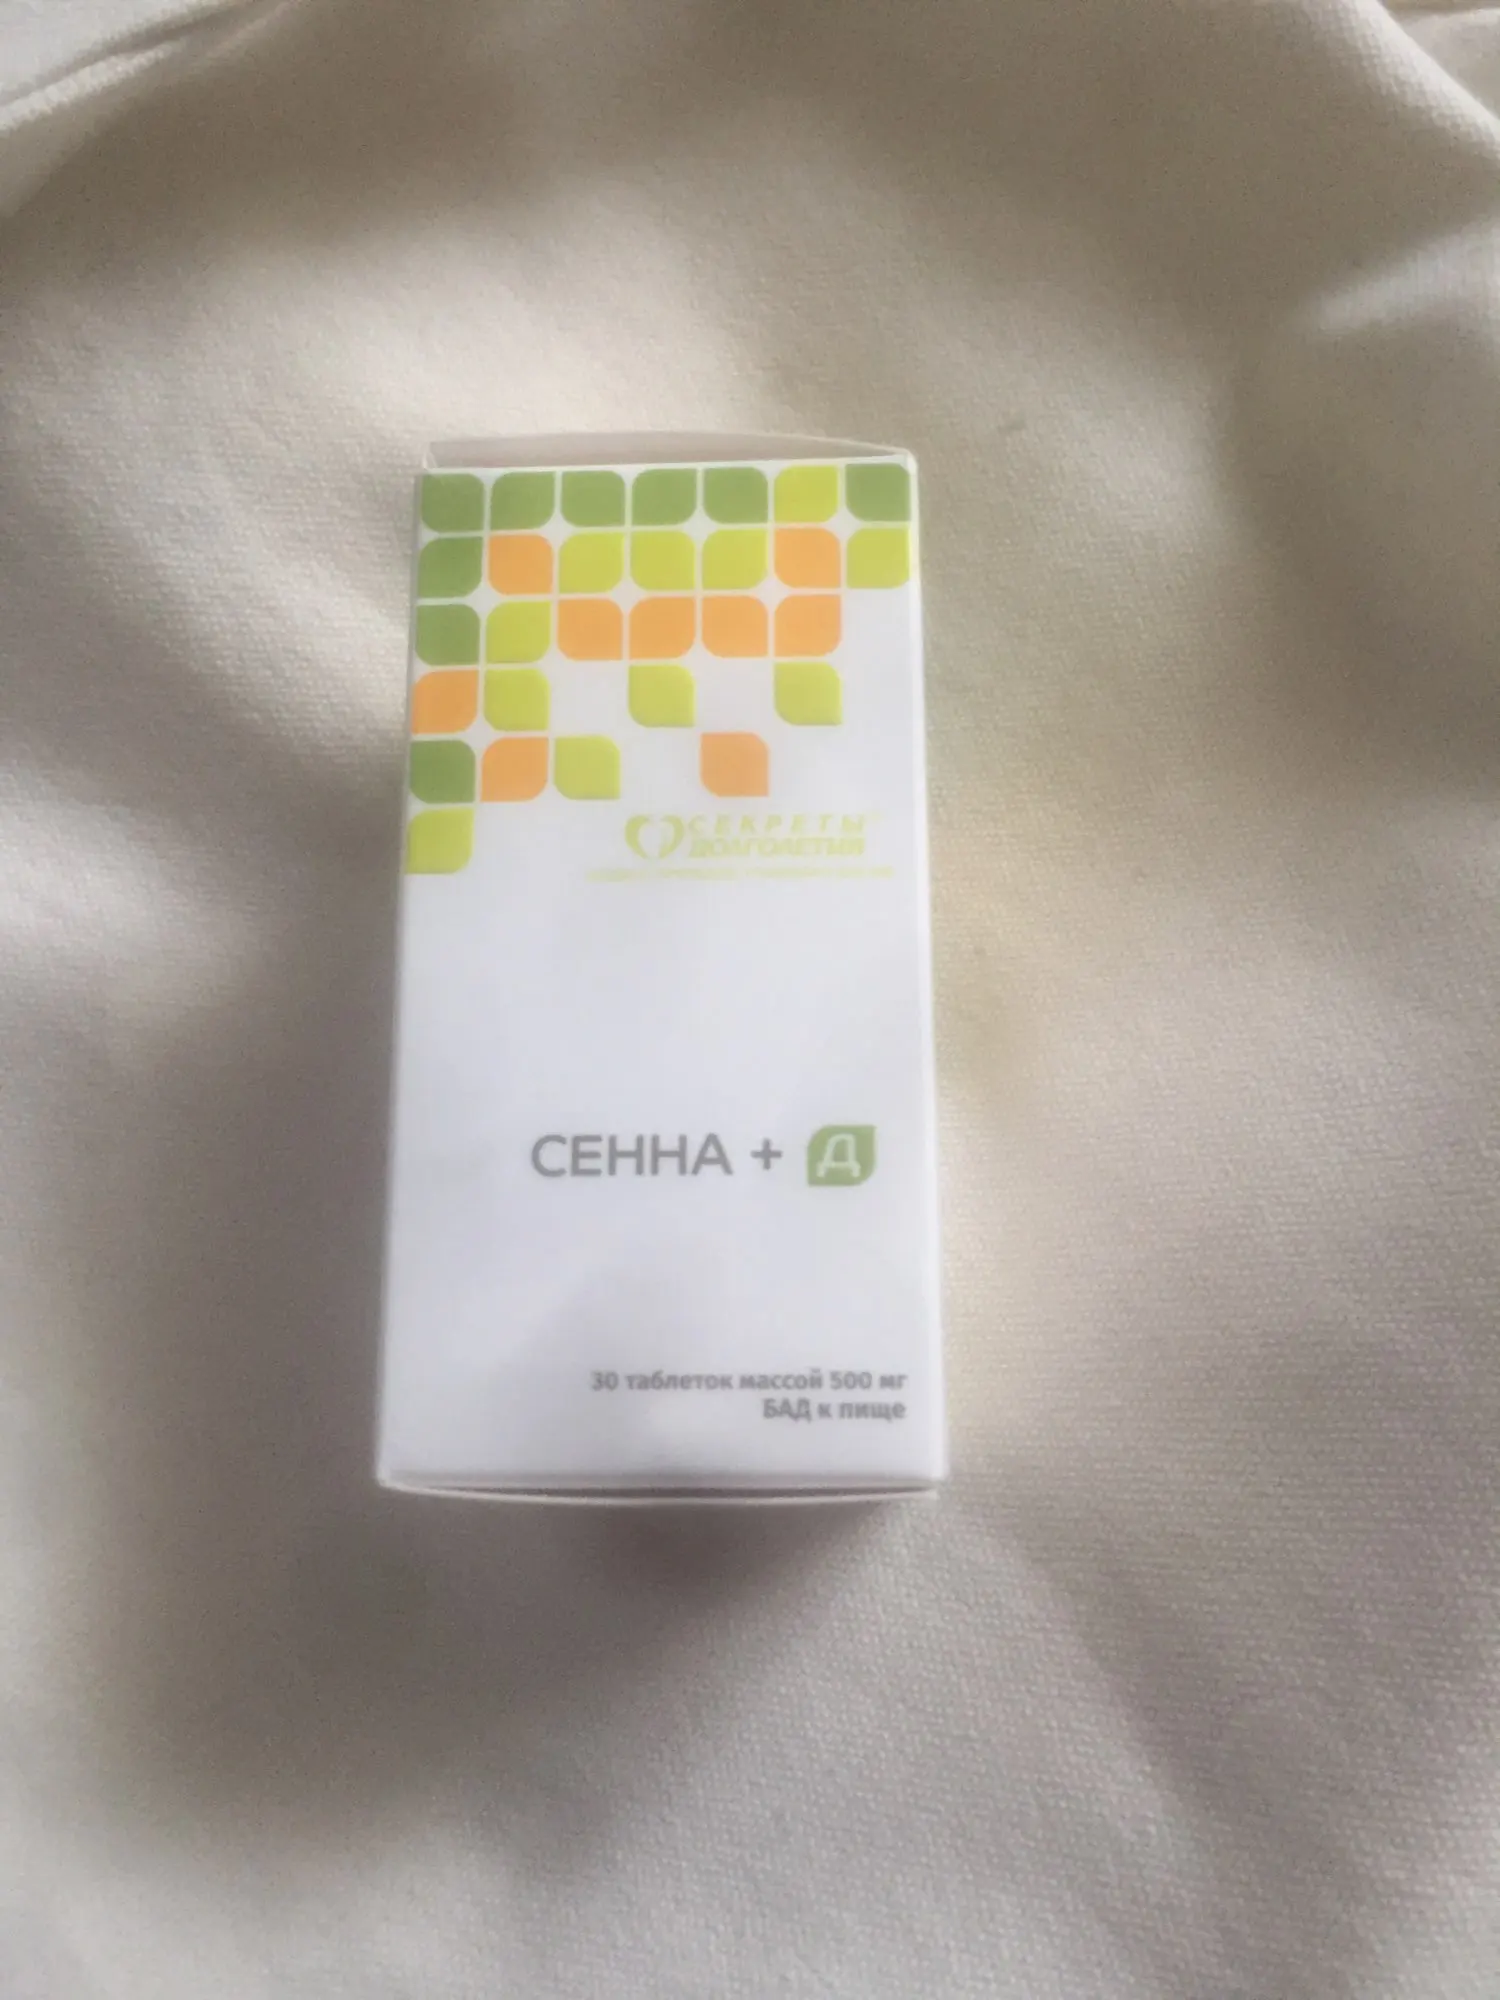 СЕКРЕТЫ
ДОЛГОЛЕТИЯ
СЕННА + Д
30 таблеток массой 500 мг
БАД к пище